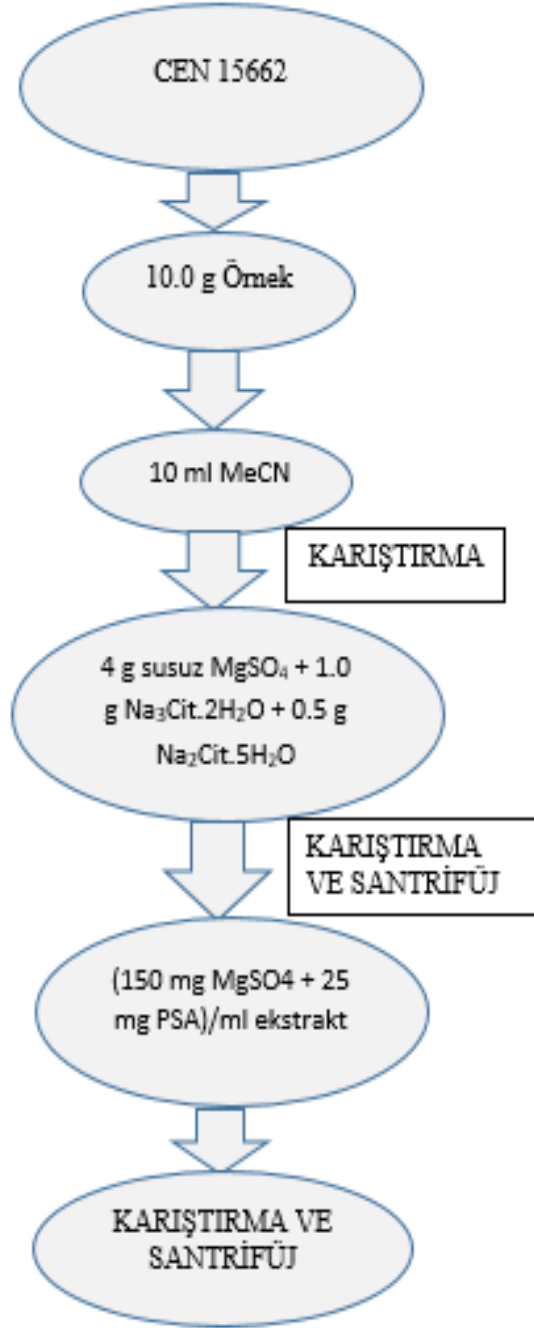 CEN 15662
10.0 g Örnek
10 ml MeCN
KARIŞTIRMA
4 g susuz MgSO₄ + 1.0
g Na₃Cit.2H₂O + 0.5 g
Na₂Cit.5H₂O
KARIŞTIRMA
VE SANTRİFÜJ
(150 mg MgSO4 + 25
mg PSA)/ml ekstrakt
KARIŞTIRMA VE
SANTRİFÜJ